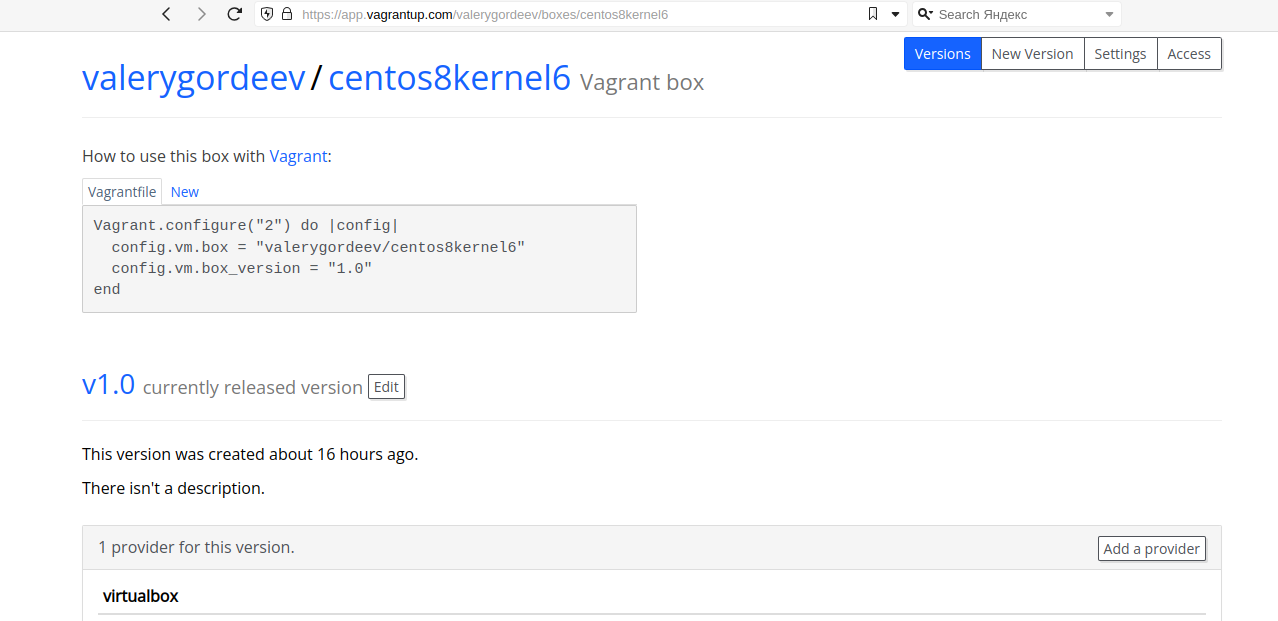 https://app.vagrantup.com/valerygordeev/boxes/centos8kernel6
Search Яндекс
Versions New Version Settings Access
valerygordeev / centos8kernel6 Vagrant box
How to use this box with Vagrant:
Vagrantfile New
Vagrant.configure("2") do |config|
  config.vm.box = "valerygordeev/centos8kernel6"
  config.vm.box_version = "1.0"
end
v1.0 currently released version Edit
This version was created about 16 hours ago.
There isn't a description.
1 provider for this version. Add a provider
virtualbox